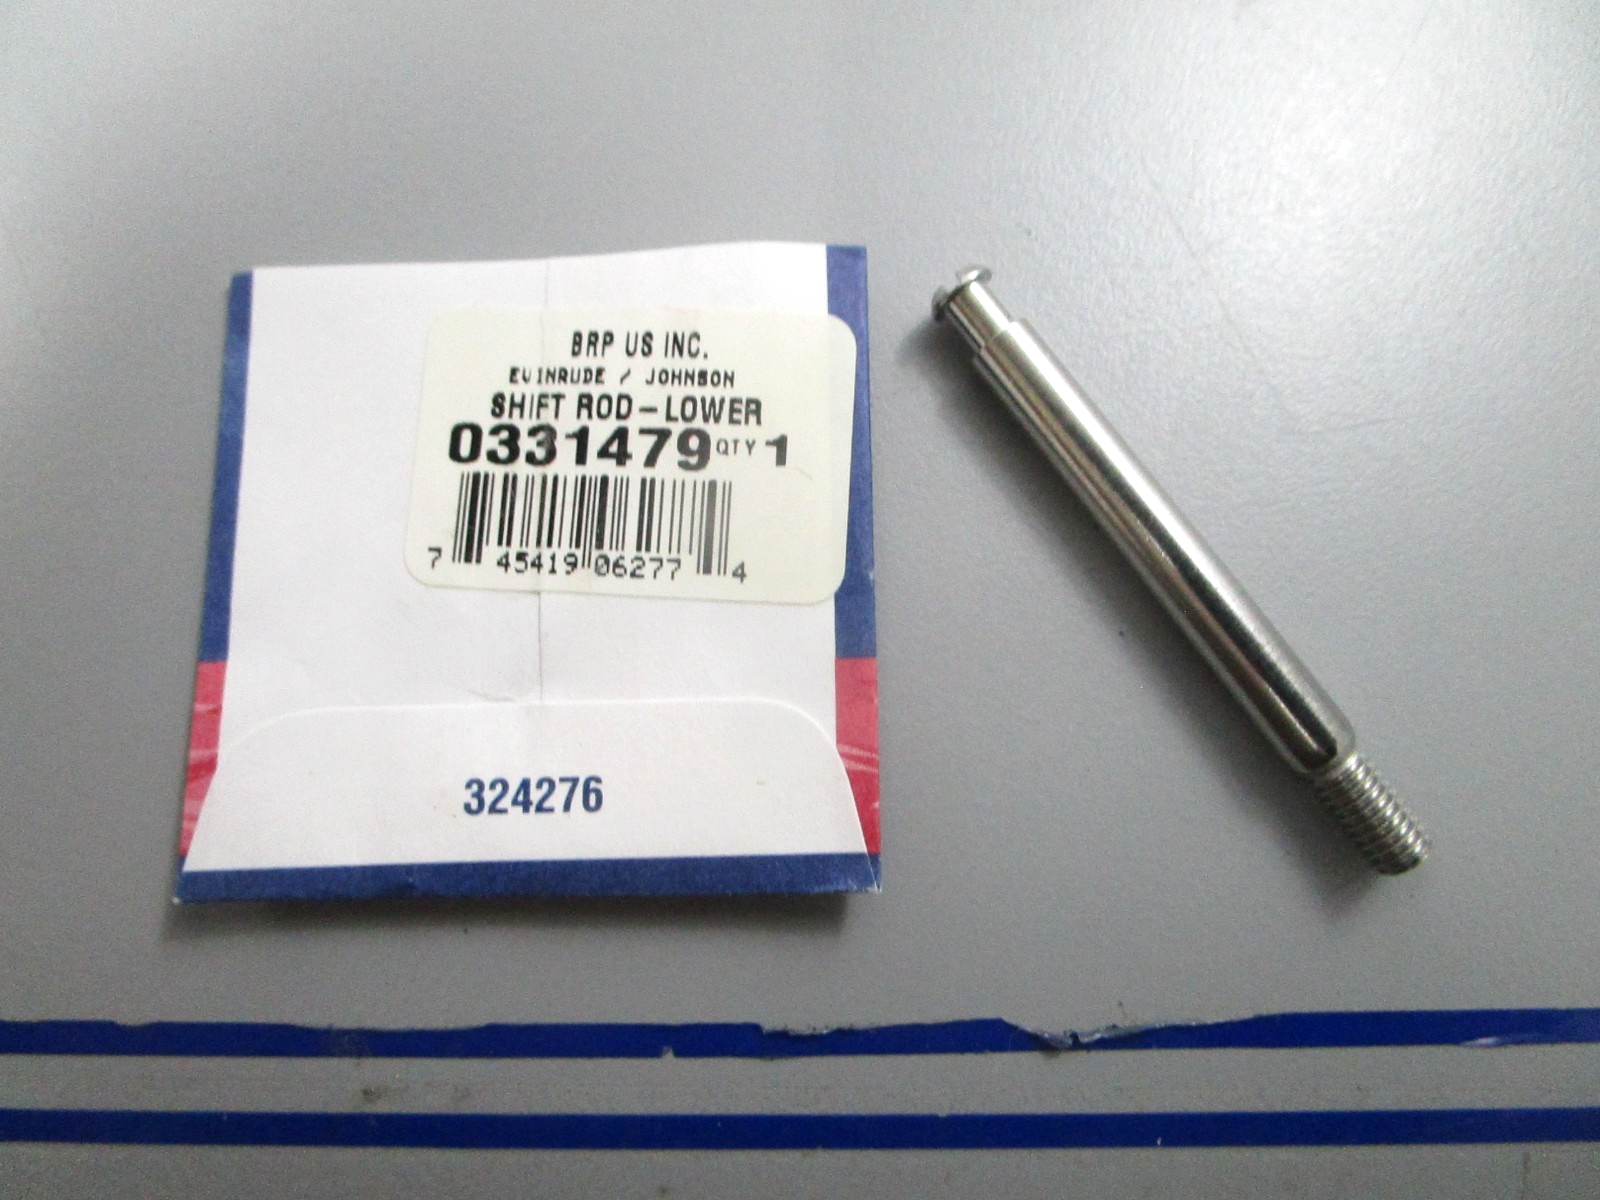 BRP US INC.
EVINRUDE / JOHNSON
SHIFT ROD-LOWER
0331479 QTY 1
7 45419 06277 4
324276